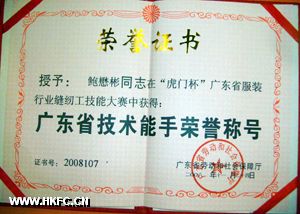 荣誉证书
授予：鲍懋彬同志在“虎门杯”广东省服装
行业缝纫工技能大赛中获得：
广东省技术能手荣誉称号
证书号：2008107
广东省劳动和社会保障厅
WWW.HKFC.CN
WWW.HKFC.CN